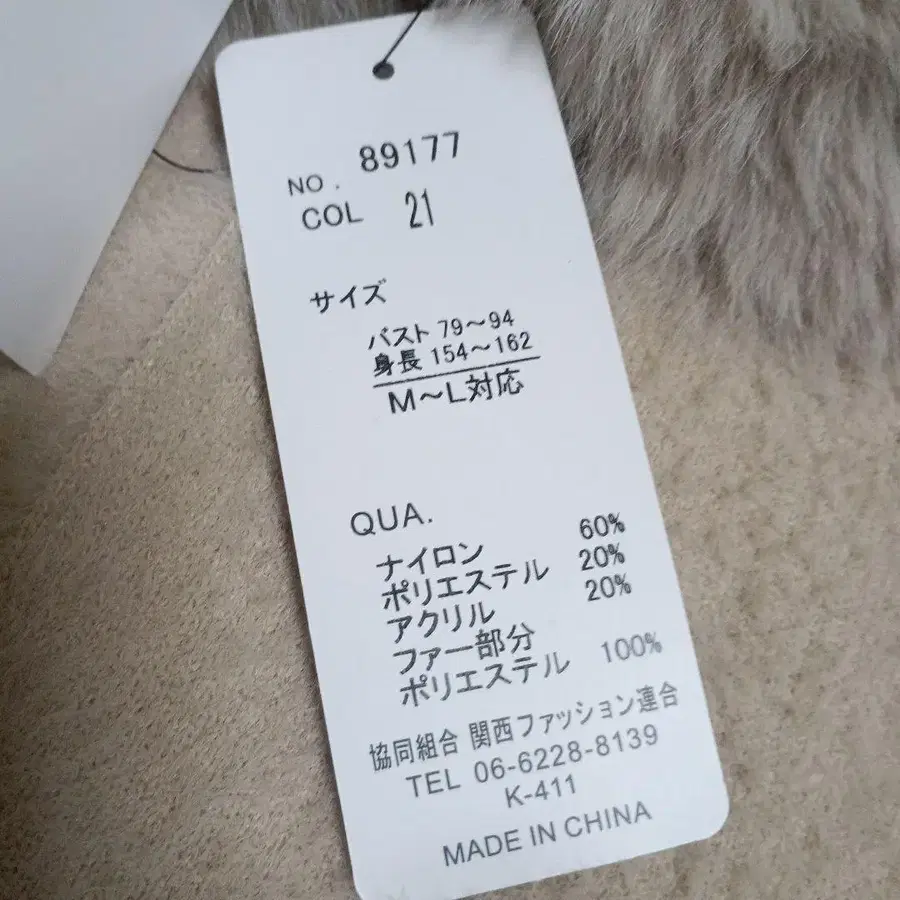 NO. 89177
COL 21
サイズ
バスト 79～94
身長 154～162
M～L対応
QUA.
ナイロン 60%
ポリエステル 20%
アクリル 20%
ファー部分
ポリエステル 100%
協同組合 関西ファッション連合
TEL 06-6228-8139
K-411
MADE IN CHINA